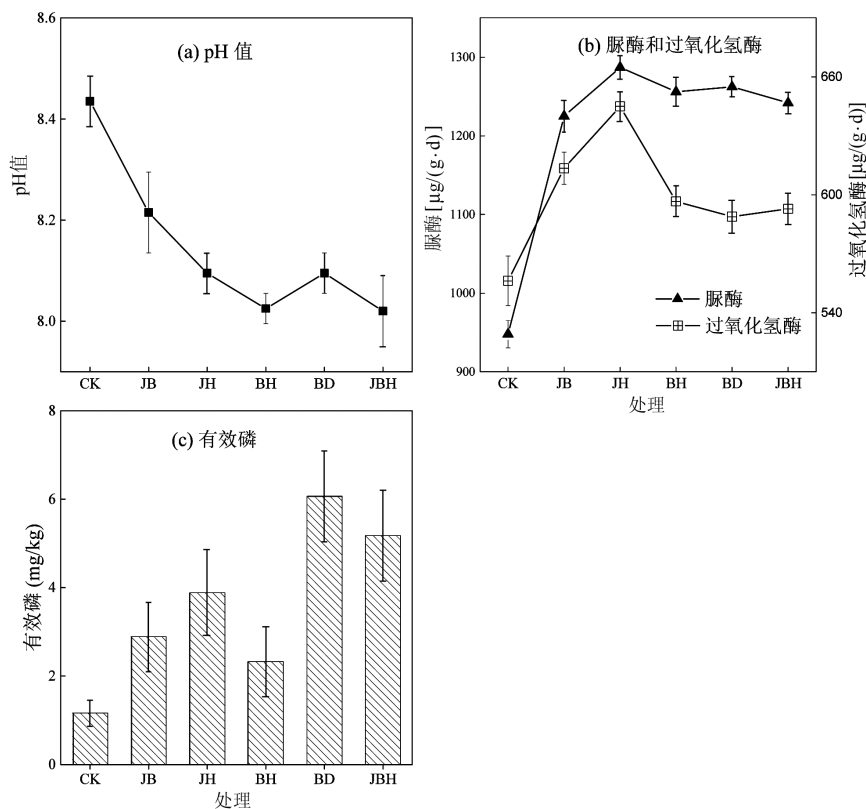 (a) pH 值
8.6
8.4
8.2
8.0
pH值
CK JB JH BH BD JBH
(b) 脲酶和过氧化氢酶
1300
1200
1100
1000
900
脲酶 [μg/(g·d)]
660
600
540
过氧化氢酶[μg/(g·d)]
脲酶
过氧化氢酶
CK JB JH BH BD JBH
处理
(c) 有效磷
8
6
4
2
0
有效磷 (mg/kg)
CK JB JH BH BD JBH
处理